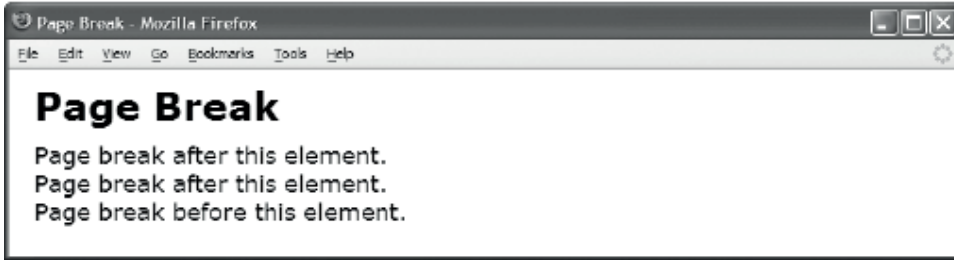 Page Break - Mozilla Firefox
File Edit View Go Bookmarks Tools Help
Page Break
Page break after this element.
Page break after this element.
Page break before this element.